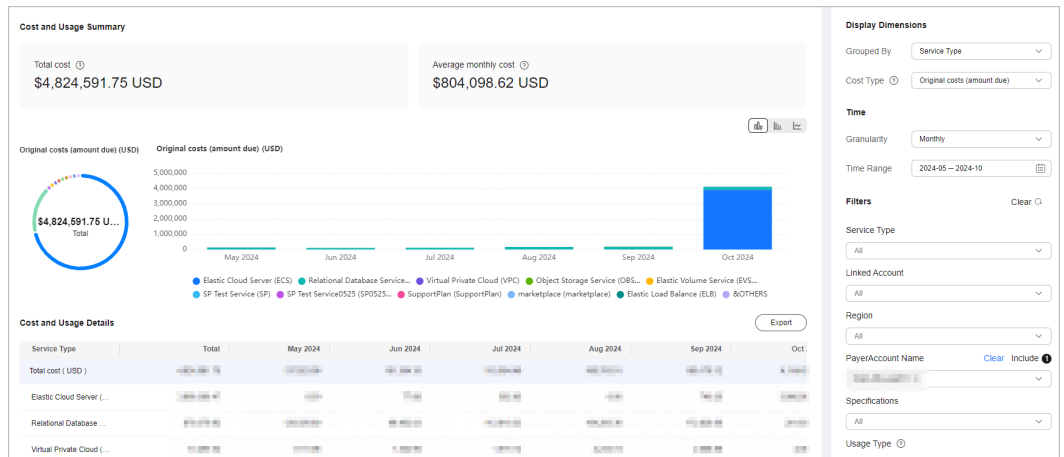 Cost and Usage Summary
Total cost
$4,824,591.75 USD
Average monthly cost
$804,098.62 USD
Original costs (amount due) (USD)
Original costs (amount due) (USD)
$4,824,591.75 U...
Total
5,000,000
4,000,000
3,000,000
2,000,000
1,000,000
0
May 2024 Jun 2024 Jul 2024 Aug 2024 Sep 2024 Oct 2024
Elastic Cloud Server (ECS) Relational Database Service... Virtual Private Cloud (VPC) Object Storage Service (OBS... Elastic Volume Service (EVS...
SP Test Service (SP) SP Test Service0525 (SP0525... SupportPlan (SupportPlan) marketplace (marketplace) Elastic Load Balance (ELB) &OTHERS
Cost and Usage Details
Export
Service Type Total May 2024 Jun 2024 Jul 2024 Aug 2024 Sep 2024 Oct
Total cost ( USD )
Elastic Cloud Server (...
Relational Database ...
Virtual Private Cloud (...
Display Dimensions
Grouped By Service Type
Cost Type Original costs (amount due)
Time
Granularity Monthly
Time Range 2024-05 – 2024-10
Filters Clear
Service Type
All
Linked Account
All
Region
All
PayerAccount Name Clear Include 1
Specifications
All
Usage Type